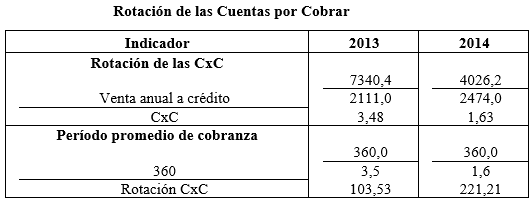 Rotación de las Cuentas por Cobrar
Indicador 2013 2014
Rotación de las CxC
7340,4 4026,2
Venta anual a crédito 2111,0 2474,0
CxC 3,48 1,63
Período promedio de cobranza
360,0 360,0
360 3,5 1,6
Rotación CxC 103,53 221,21